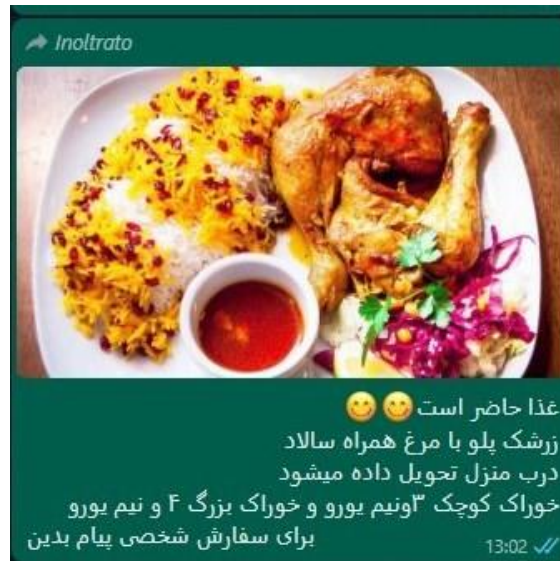 Inoltrato
غذا حاضر است 😋 😋
زرشک پلو با مرغ همراه سالاد
درب منزل تحویل داده میشود
خوراک کوچک ۳ونیم یورو و خوراک بزرگ ۴ و نیم یورو
برای سفارش شخصی پیام بدین
13:02